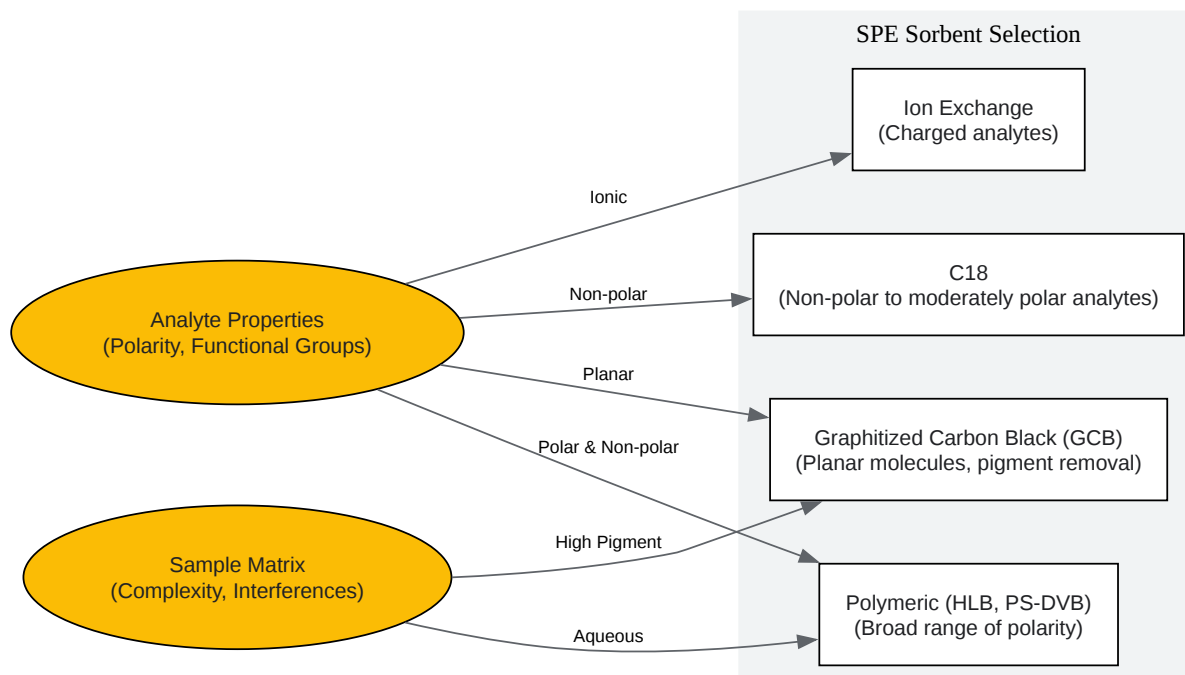 SPE Sorbent Selection
Ion Exchange
(Charged analytes)
Ionic
C18
(Non-polar to moderately polar analytes)
Non-polar
Analyte Properties
(Polarity, Functional Groups)
Planar
Graphitized Carbon Black (GCB)
(Planar molecules, pigment removal)
Polar & Non-polar
High Pigment
Sample Matrix
(Complexity, Interferences)
Polymeric (HLB, PS-DVB)
(Broad range of polarity)
Aqueous